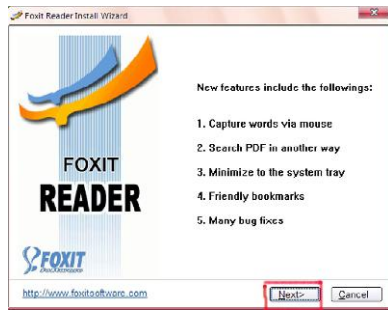 Foxit Reader Install Wizard
New features include the followings:
1. Capture words via mouse
2. Search PDF in another way
3. Minimize to the system tray
4. Friendly bookmarks
5. Many bug fixes
FOXIT
READER
FOXIT
http://www.foxitsoftware.com
Next>
Cancel